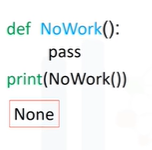 def NoWork():
pass
print(NoWork())
None